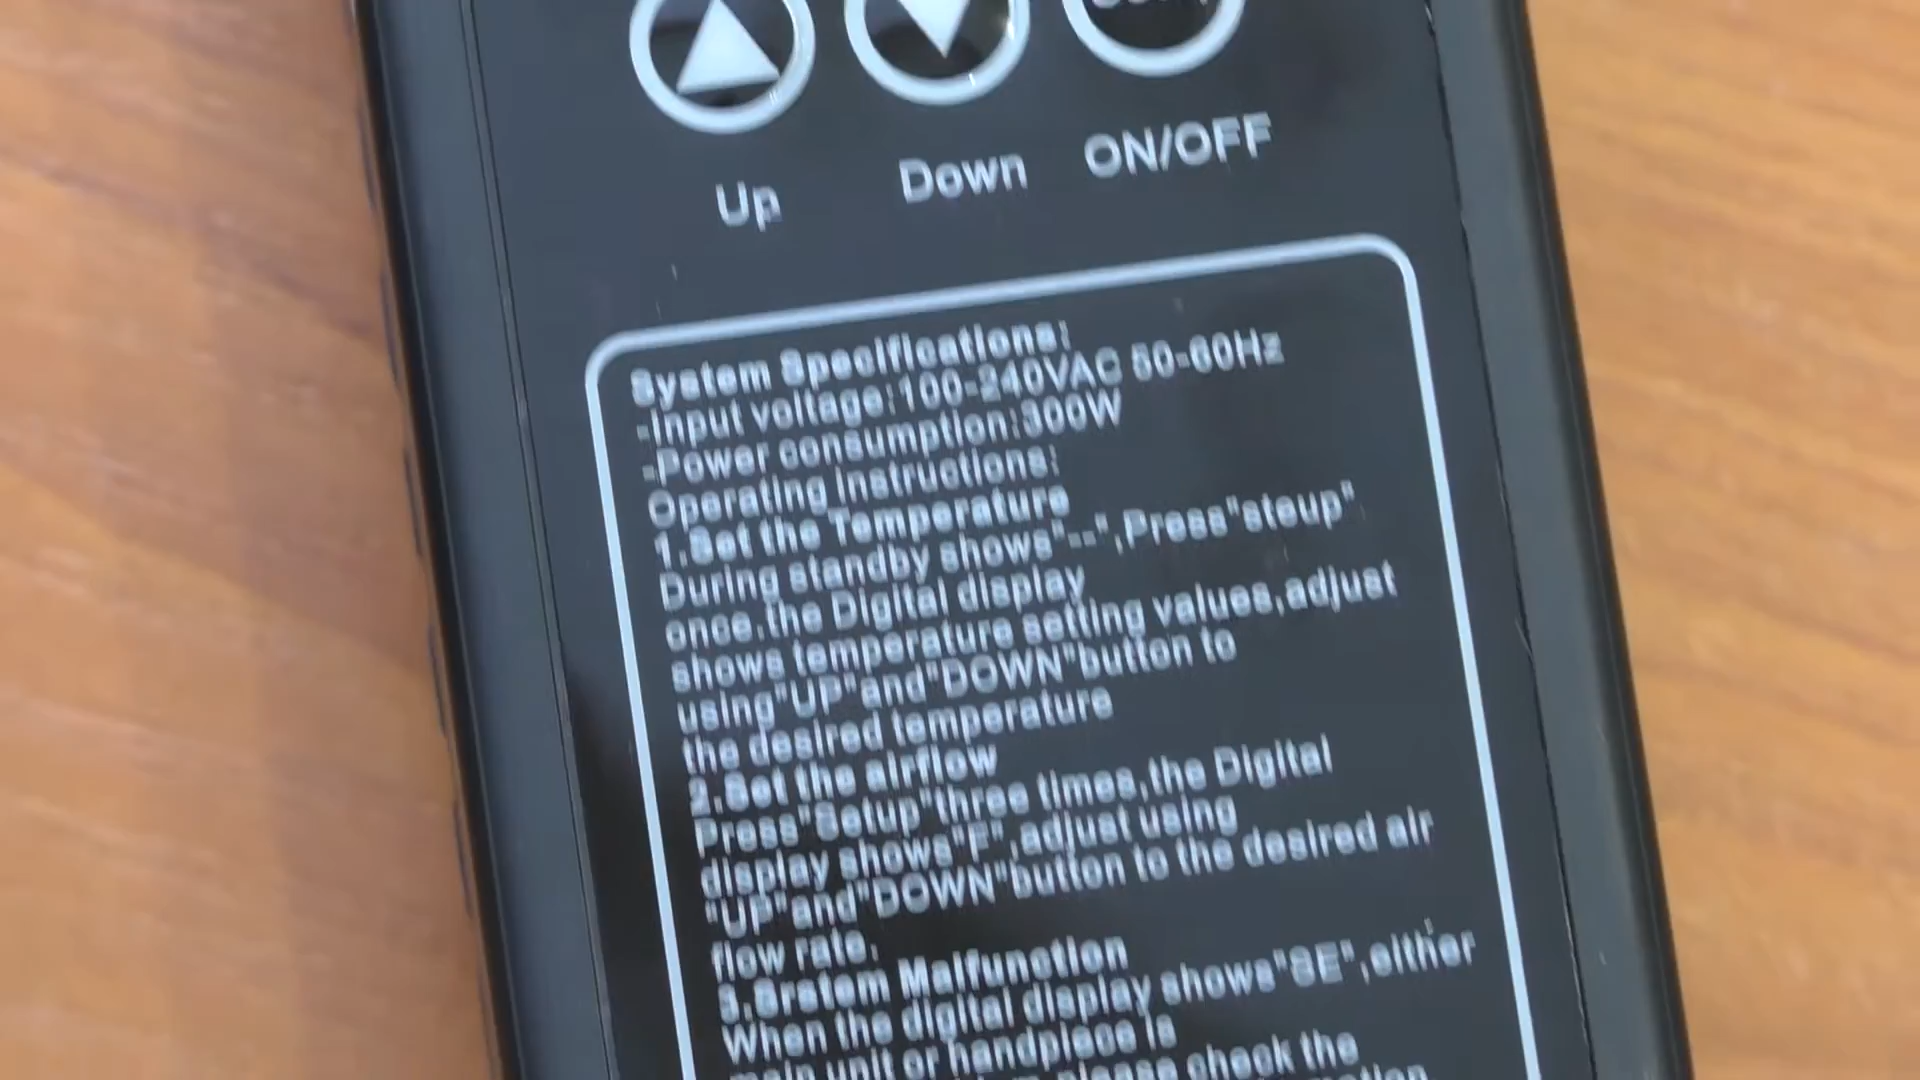 Up
Down
ON/OFF
System Specifications:
-Input voltage:100-240VAC 50-60Hz
-Power consumption:300W
Operating instructions:
1.Set the Temperature
During standby shows"--",Press"steup"
once.the Digital display
shows temperature setting values,adjust
using"UP"and"DOWN"button to
the desired temperature
2.Set the airflow
Press"Setup"three times,the Digital
display shows"F",adjust using
"UP"and"DOWN"button to the desired air
flow rate.
3.Srstem Malfunction
When the digital display shows"SE",either
main unit or handpiece is
please check the